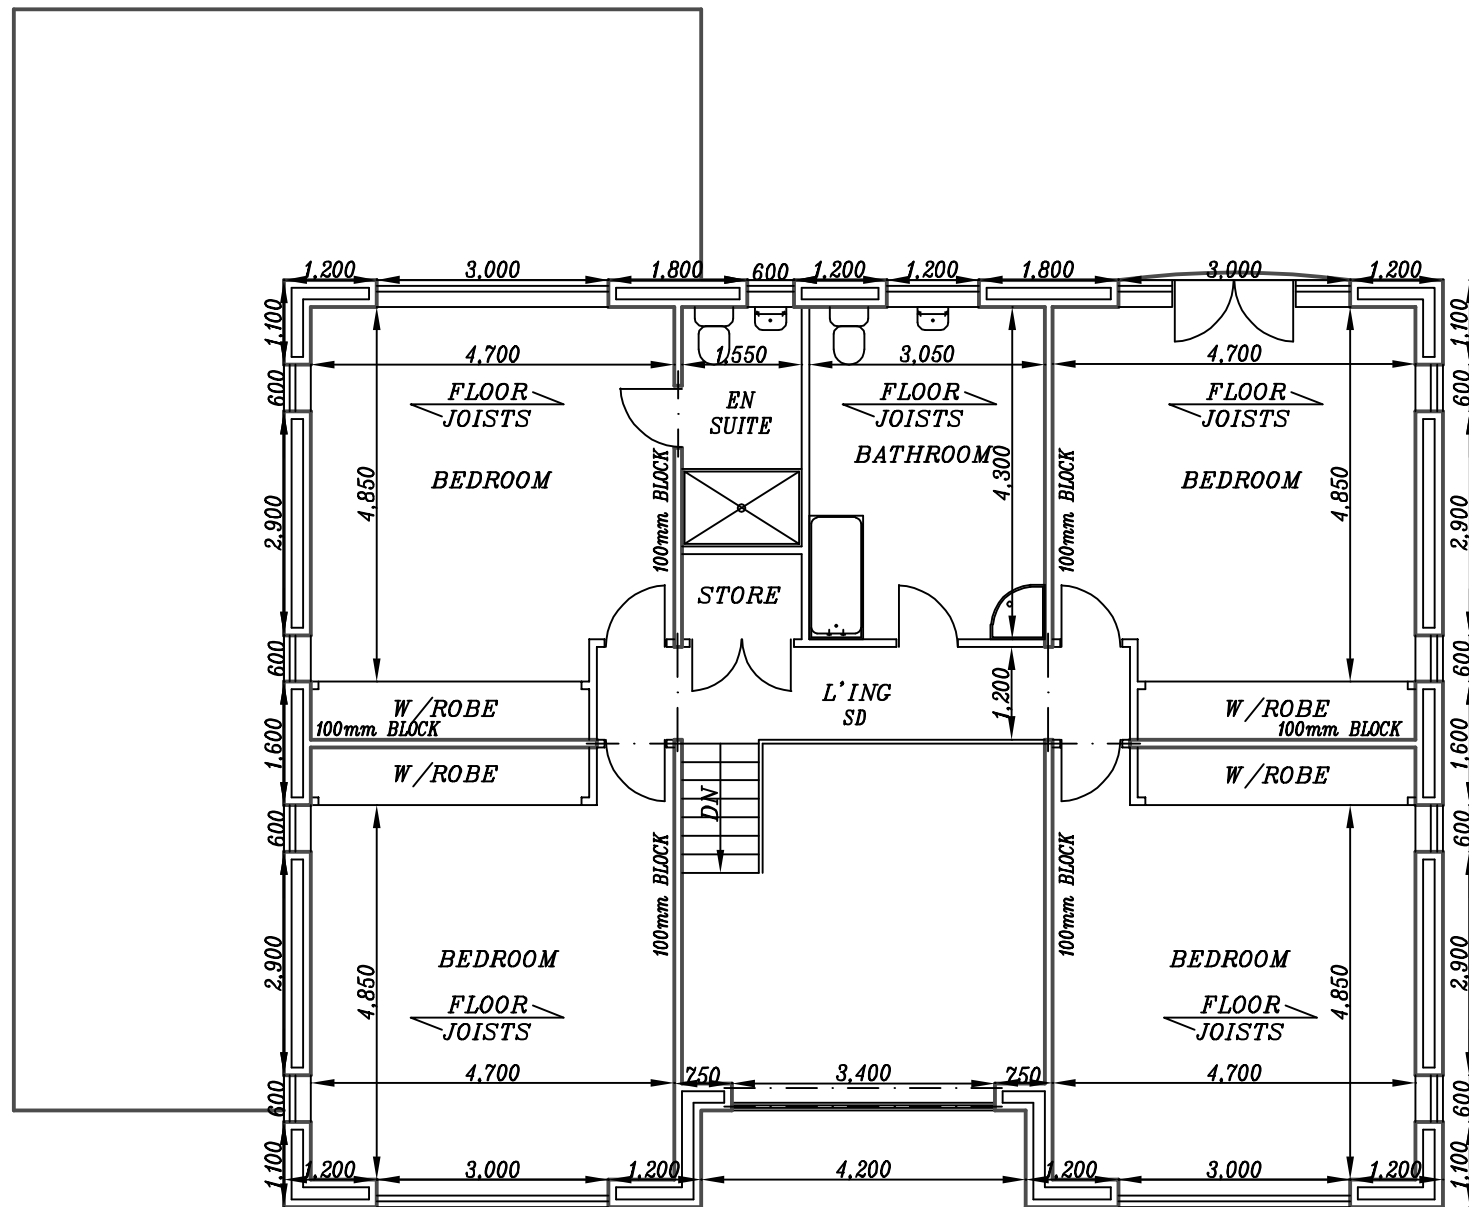 1,200 3,000 1,800 600 1,200 1,200 1,800 3,000 1,200
1,100 1,100
4,700 1,550 3,050 4,700
600 600
FLOOR FLOOR FLOOR
JOISTS JOISTS JOISTS
EN
SUITE
BATHROOM
BEDROOM BEDROOM
4,850 4,300 4,850
100mm BLOCK 100mm BLOCK
2,900 2,900
STORE
600 600
L'ING
SD
1,200
W/ROBE W/ROBE
100mm BLOCK 100mm BLOCK
1,600 1,600
W/ROBE W/ROBE
DN
600 600
100mm BLOCK 100mm BLOCK
2,900 2,900
BEDROOM BEDROOM
4,850 4,850
FLOOR FLOOR
JOISTS JOISTS
4,700 750 3,400 750 4,700
600 600
1,100 1,100
1,200 3,000 1,200 4,200 1,200 3,000 1,200